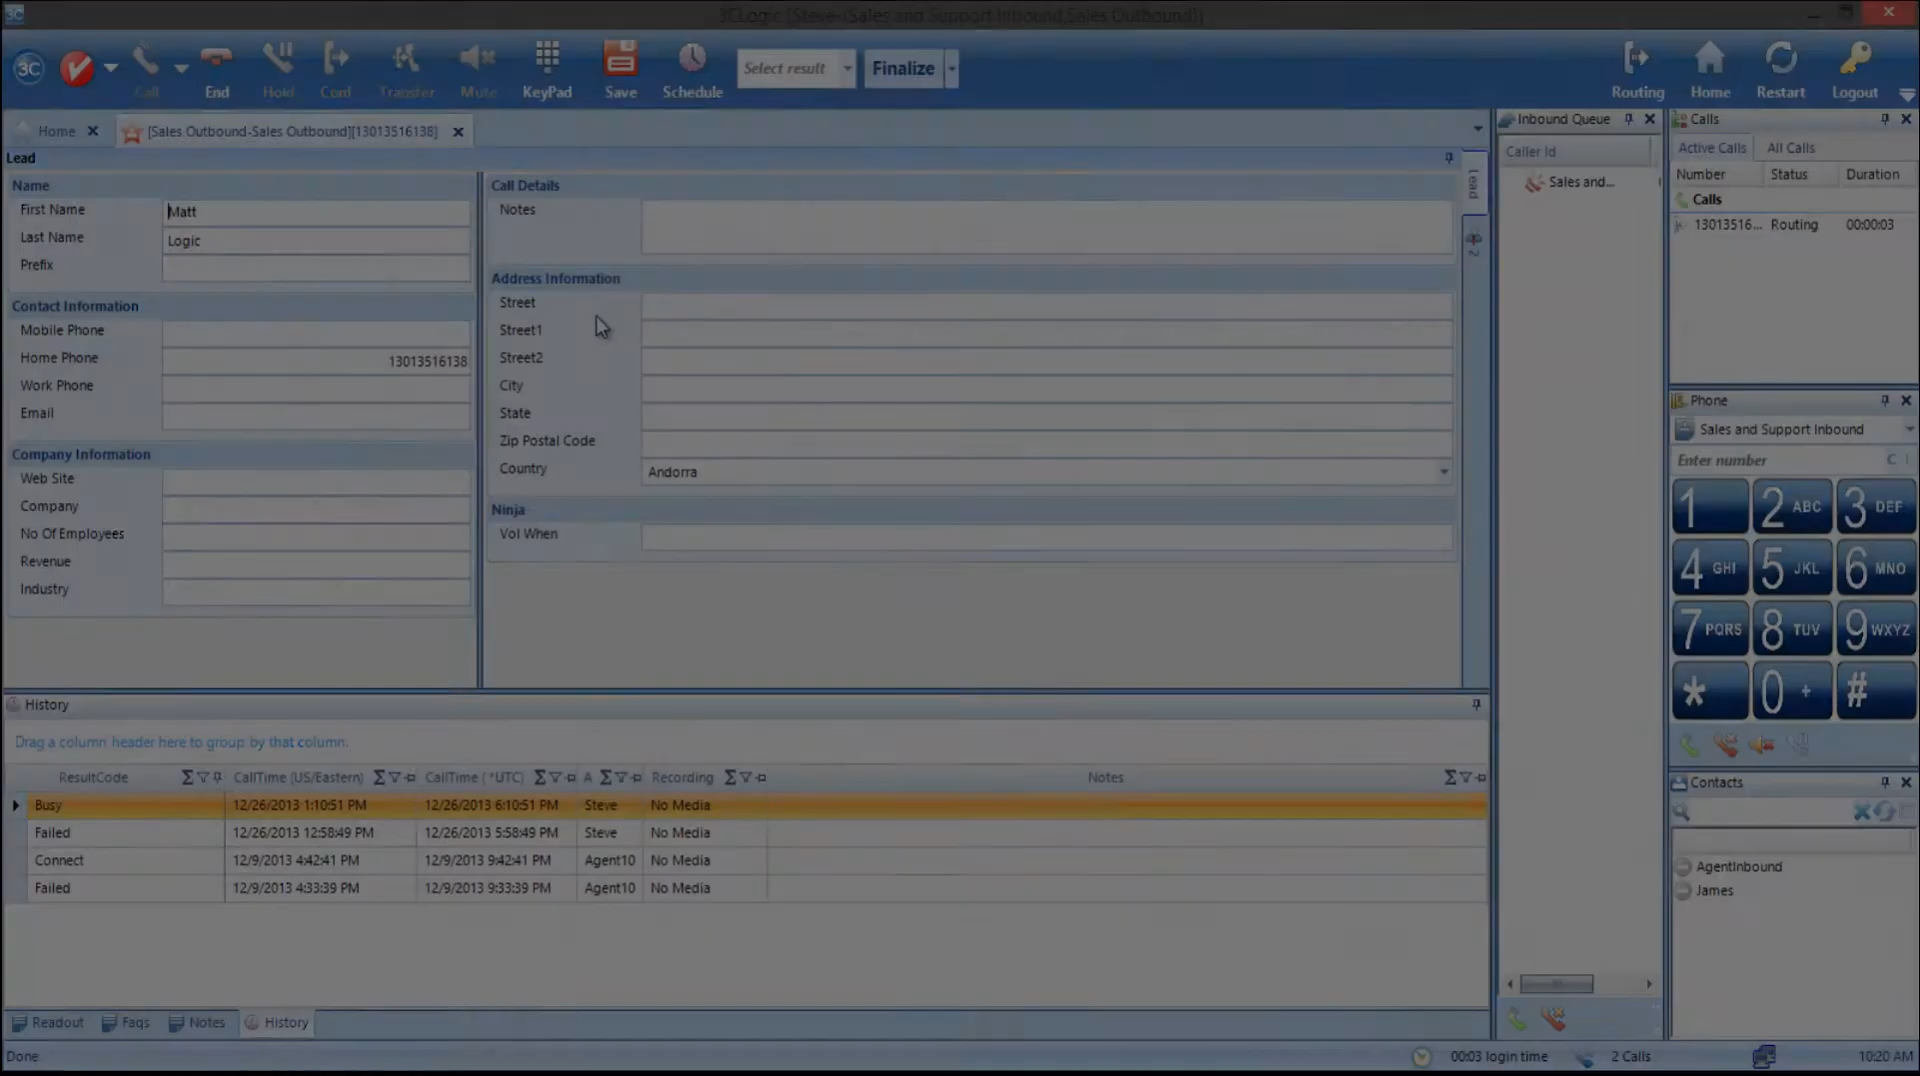 3CLogic [Steve-(Sales and Support Inbound,Sales Outbound)]
3C
Call
End
Hold
Conf
Transfer
Mute
KeyPad
Save
Schedule
Select result
Finalize
Routing
Home
Restart
Logout
Home
[Sales Outbound-Sales Outbound][13013516138]
Lead
Name
First Name Matt
Last Name Logic
Prefix
Contact Information
Mobile Phone
Home Phone 13013516138
Work Phone
Email
Company Information
Web Site
Company
No Of Employees
Revenue
Industry
Call Details
Notes
Address Information
Street
Street1
Street2
City
State
Zip Postal Code
Country Andorra
Ninja
Vol When
Lead
2
Inbound Queue
Caller Id
Sales and...
Calls
Active Calls All Calls
Number Status Duration
Calls
13013516... Routing 00:00:03
Phone
Sales and Support Inbound
Enter number C
1 2 ABC 3 DEF
4 GHI 5 JKL 6 MNO
7 PQRS 8 TUV 9 WXYZ
* 0 + #
Contacts
AgentInbound
James
History
Drag a column header here to group by that column.
ResultCode CallTime (US/Eastern) CallTime ( *UTC) A Recording Notes
Busy 12/26/2013 1:10:51 PM 12/26/2013 6:10:51 PM Steve No Media
Failed 12/26/2013 12:58:49 PM 12/26/2013 5:58:49 PM Steve No Media
Connect 12/9/2013 4:42:41 PM 12/9/2013 9:42:41 PM Agent10 No Media
Failed 12/9/2013 4:33:39 PM 12/9/2013 9:33:39 PM Agent10 No Media
Readout Faqs Notes History
Done 00:03 login time 2 Calls 10:20 AM